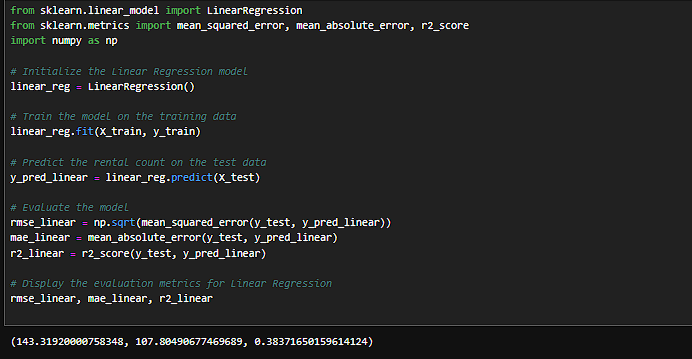 from sklearn.linear_model import LinearRegression
from sklearn.metrics import mean_squared_error, mean_absolute_error, r2_score
import numpy as np
# Initialize the Linear Regression model
linear_reg = LinearRegression()
# Train the model on the training data
linear_reg.fit(X_train, y_train)
# Predict the rental count on the test data
y_pred_linear = linear_reg.predict(X_test)
# Evaluate the model
rmse_linear = np.sqrt(mean_squared_error(y_test, y_pred_linear))
mae_linear = mean_absolute_error(y_test, y_pred_linear)
r2_linear = r2_score(y_test, y_pred_linear)
# Display the evaluation metrics for Linear Regression
rmse_linear, mae_linear, r2_linear
(143.31920000758348, 107.80490677469689, 0.38371650159614124)